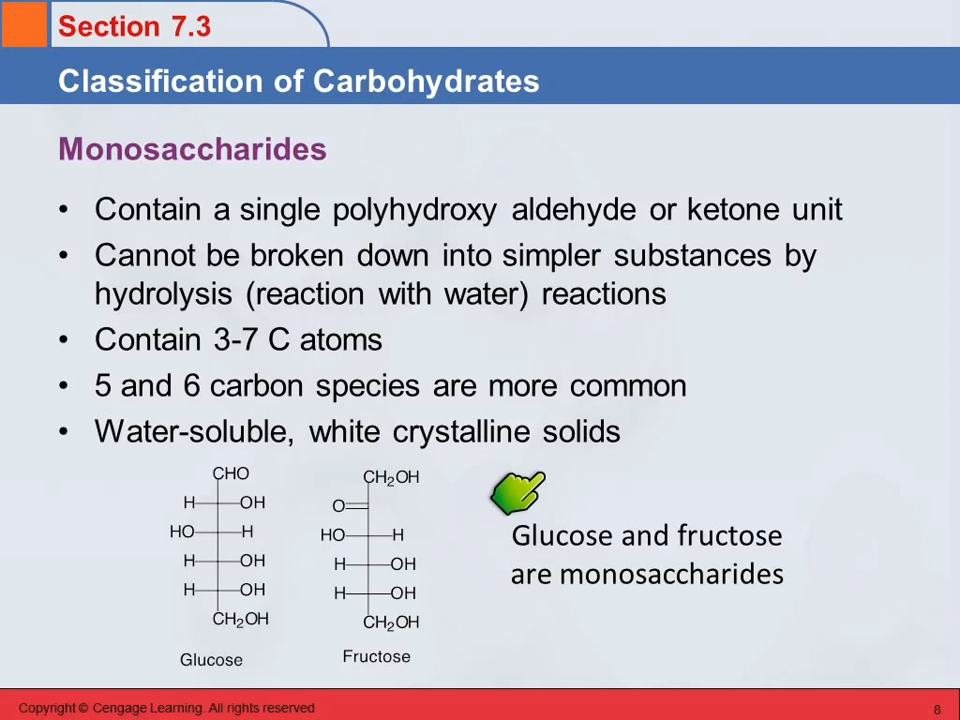 Section 7.3
Classification of Carbohydrates
Monosaccharides
• Contain a single polyhydroxy aldehyde or ketone unit
• Cannot be broken down into simpler substances by
hydrolysis (reaction with water) reactions
• Contain 3-7 C atoms
• 5 and 6 carbon species are more common
• Water-soluble, white crystalline solids
CHO
H OH
HO H
H OH
H OH
CH₂OH
Glucose
CH₂OH
O
HO H
H OH
H OH
CH₂OH
Fructose
Glucose and fructose
are monosaccharides
Copyright © Cengage Learning. All rights reserved
8